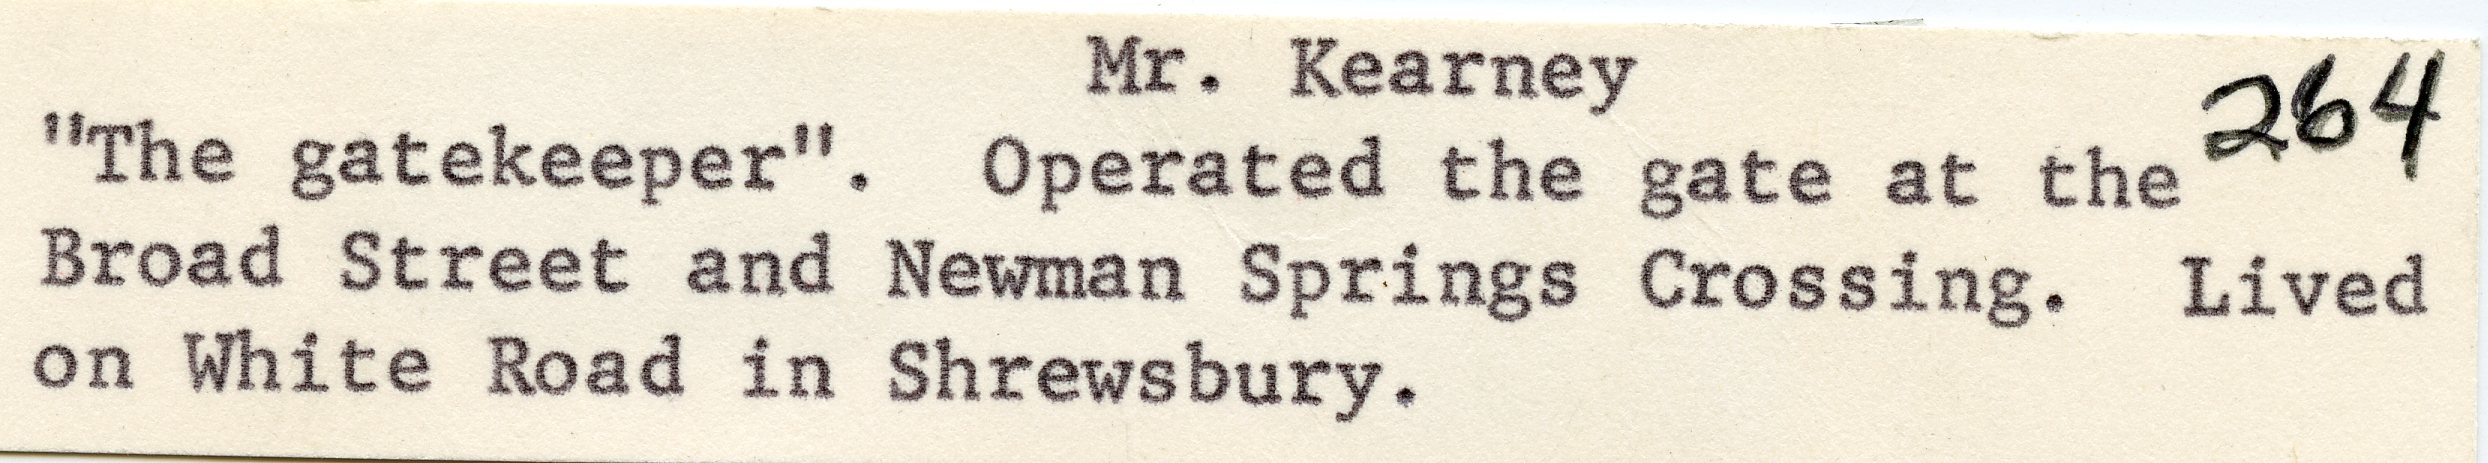 Mr. Kearney
264
"The gatekeeper".  Operated the gate at the
Broad Street and Newman Springs Crossing.  Lived
on White Road in Shrewsbury.